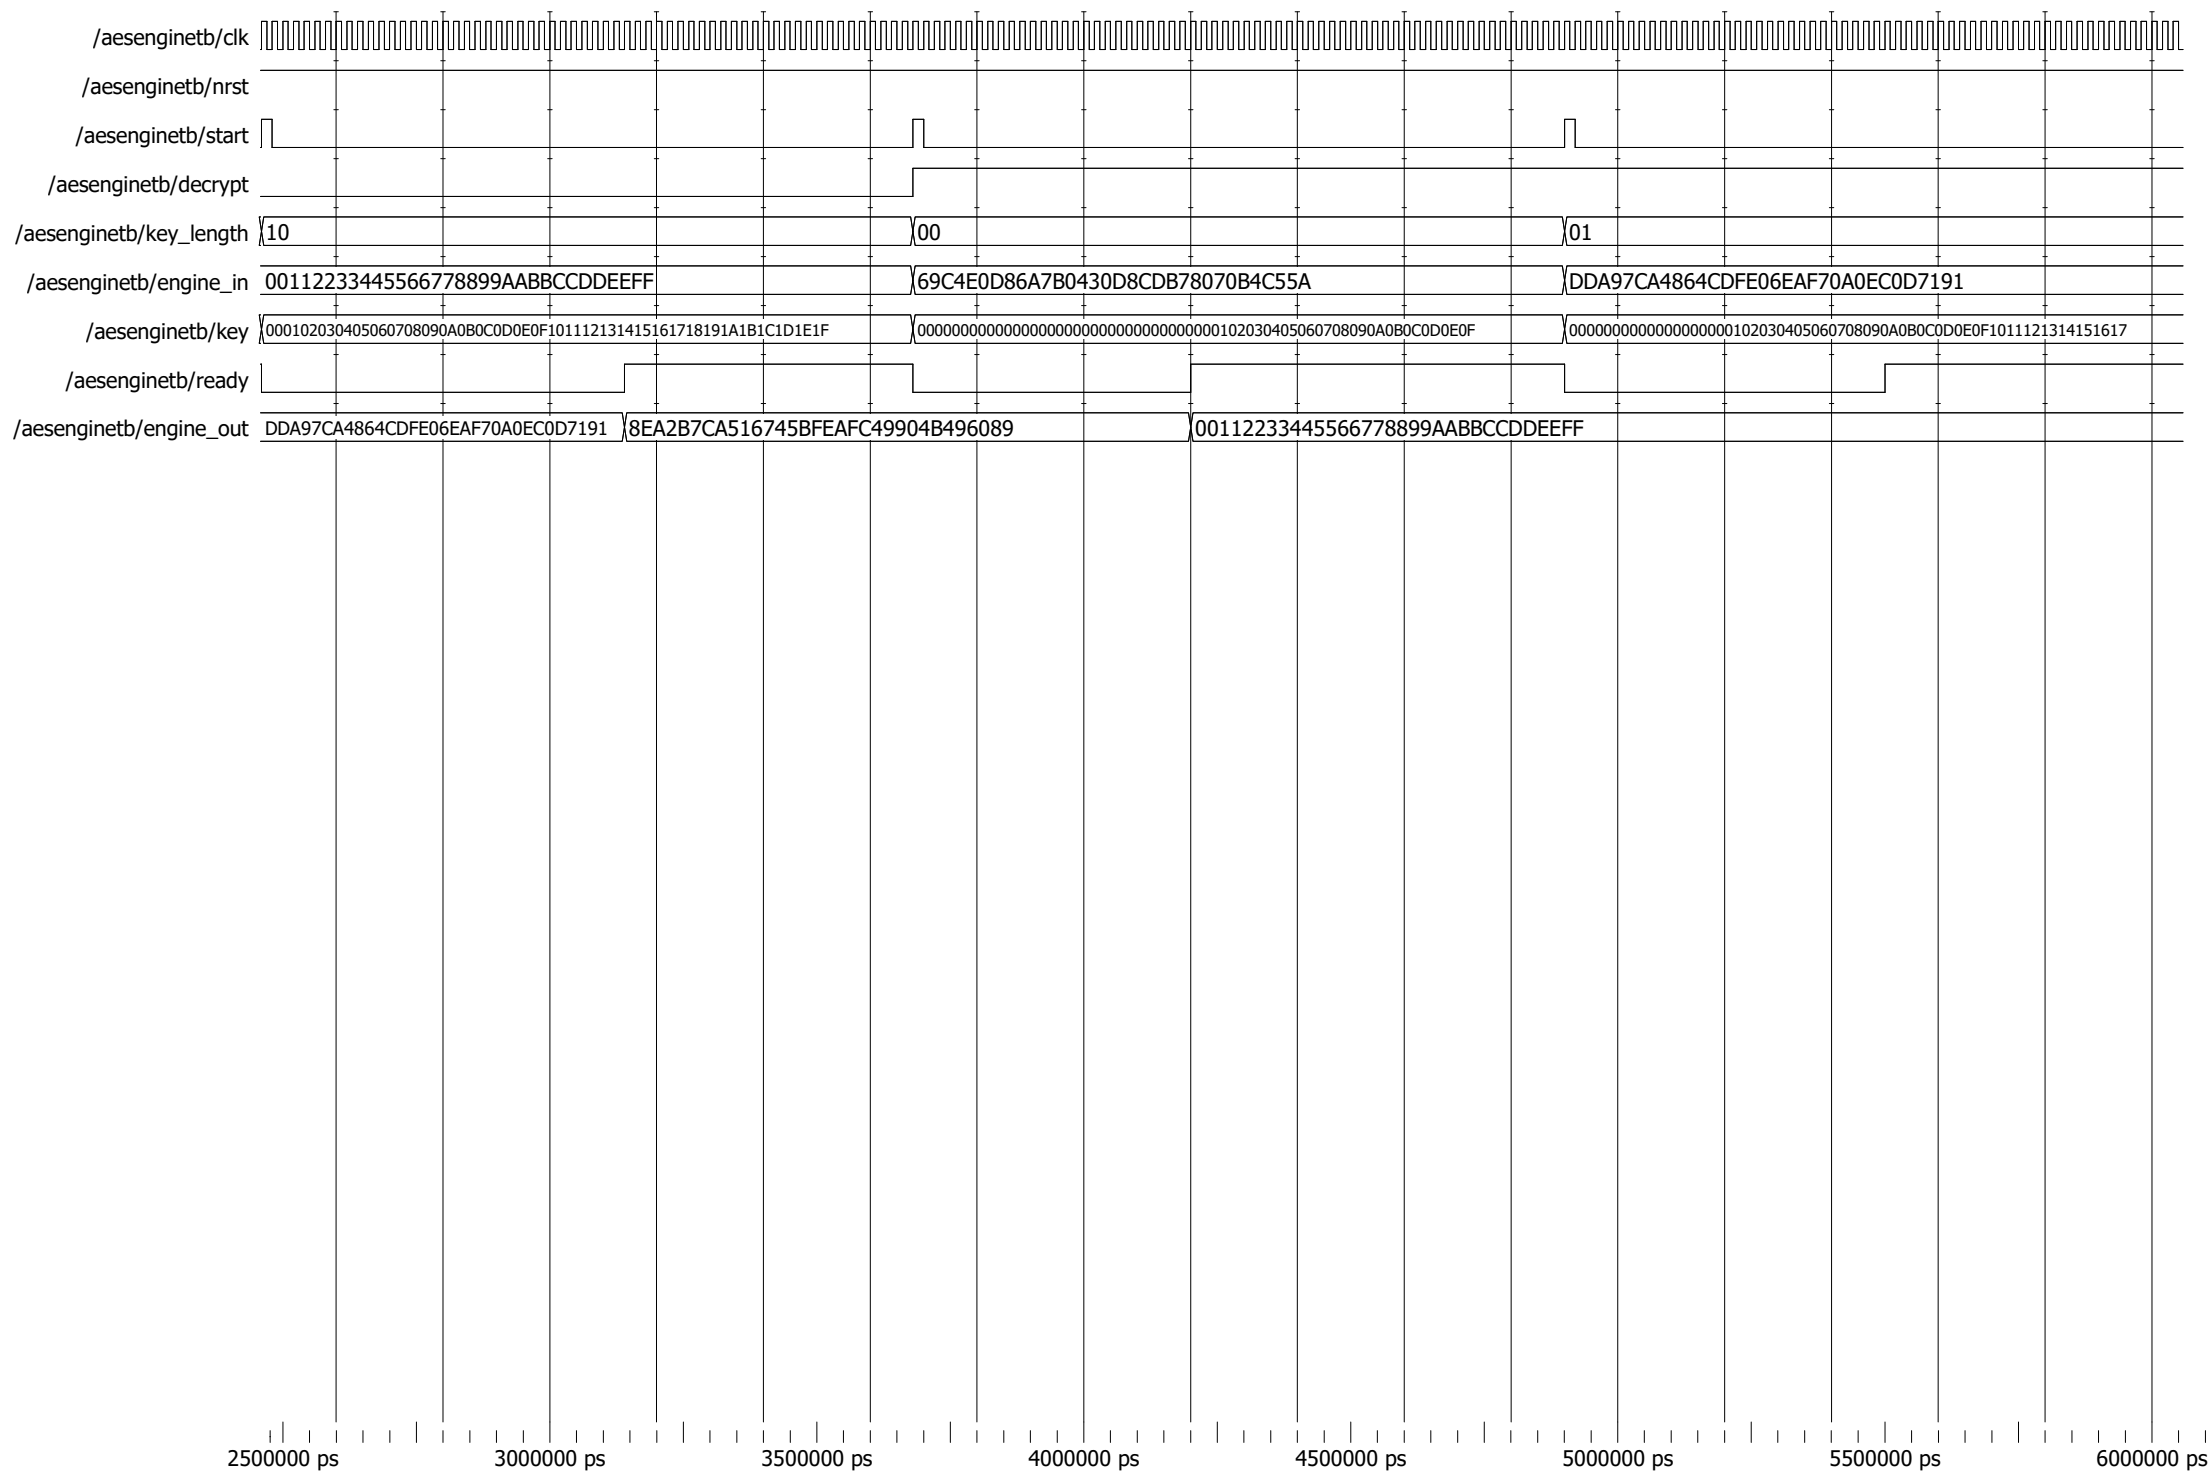 /aesenginetb/clk
/aesenginetb/nrst
/aesenginetb/start
/aesenginetb/decrypt
/aesenginetb/key_length 10 00 01
/aesenginetb/engine_in 00112233445566778899AABBCCDDEEFF 69C4E0D86A7B0430D8CDB78070B4C55A DDA97CA4864CDFE06EAF70A0EC0D7191
/aesenginetb/key 000102030405060708090A0B0C0D0E0F101112131415161718191A1B1C1D1E1F 00000000000000000000000000000000000102030405060708090A0B0C0D0E0F 0000000000000000000102030405060708090A0B0C0D0E0F1011121314151617
/aesenginetb/ready
/aesenginetb/engine_out DDA97CA4864CDFE06EAF70A0EC0D7191 8EA2B7CA516745BFEAFC49904B496089 00112233445566778899AABBCCDDEEFF
2500000 ps 3000000 ps 3500000 ps 4000000 ps 4500000 ps 5000000 ps 5500000 ps 6000000 ps